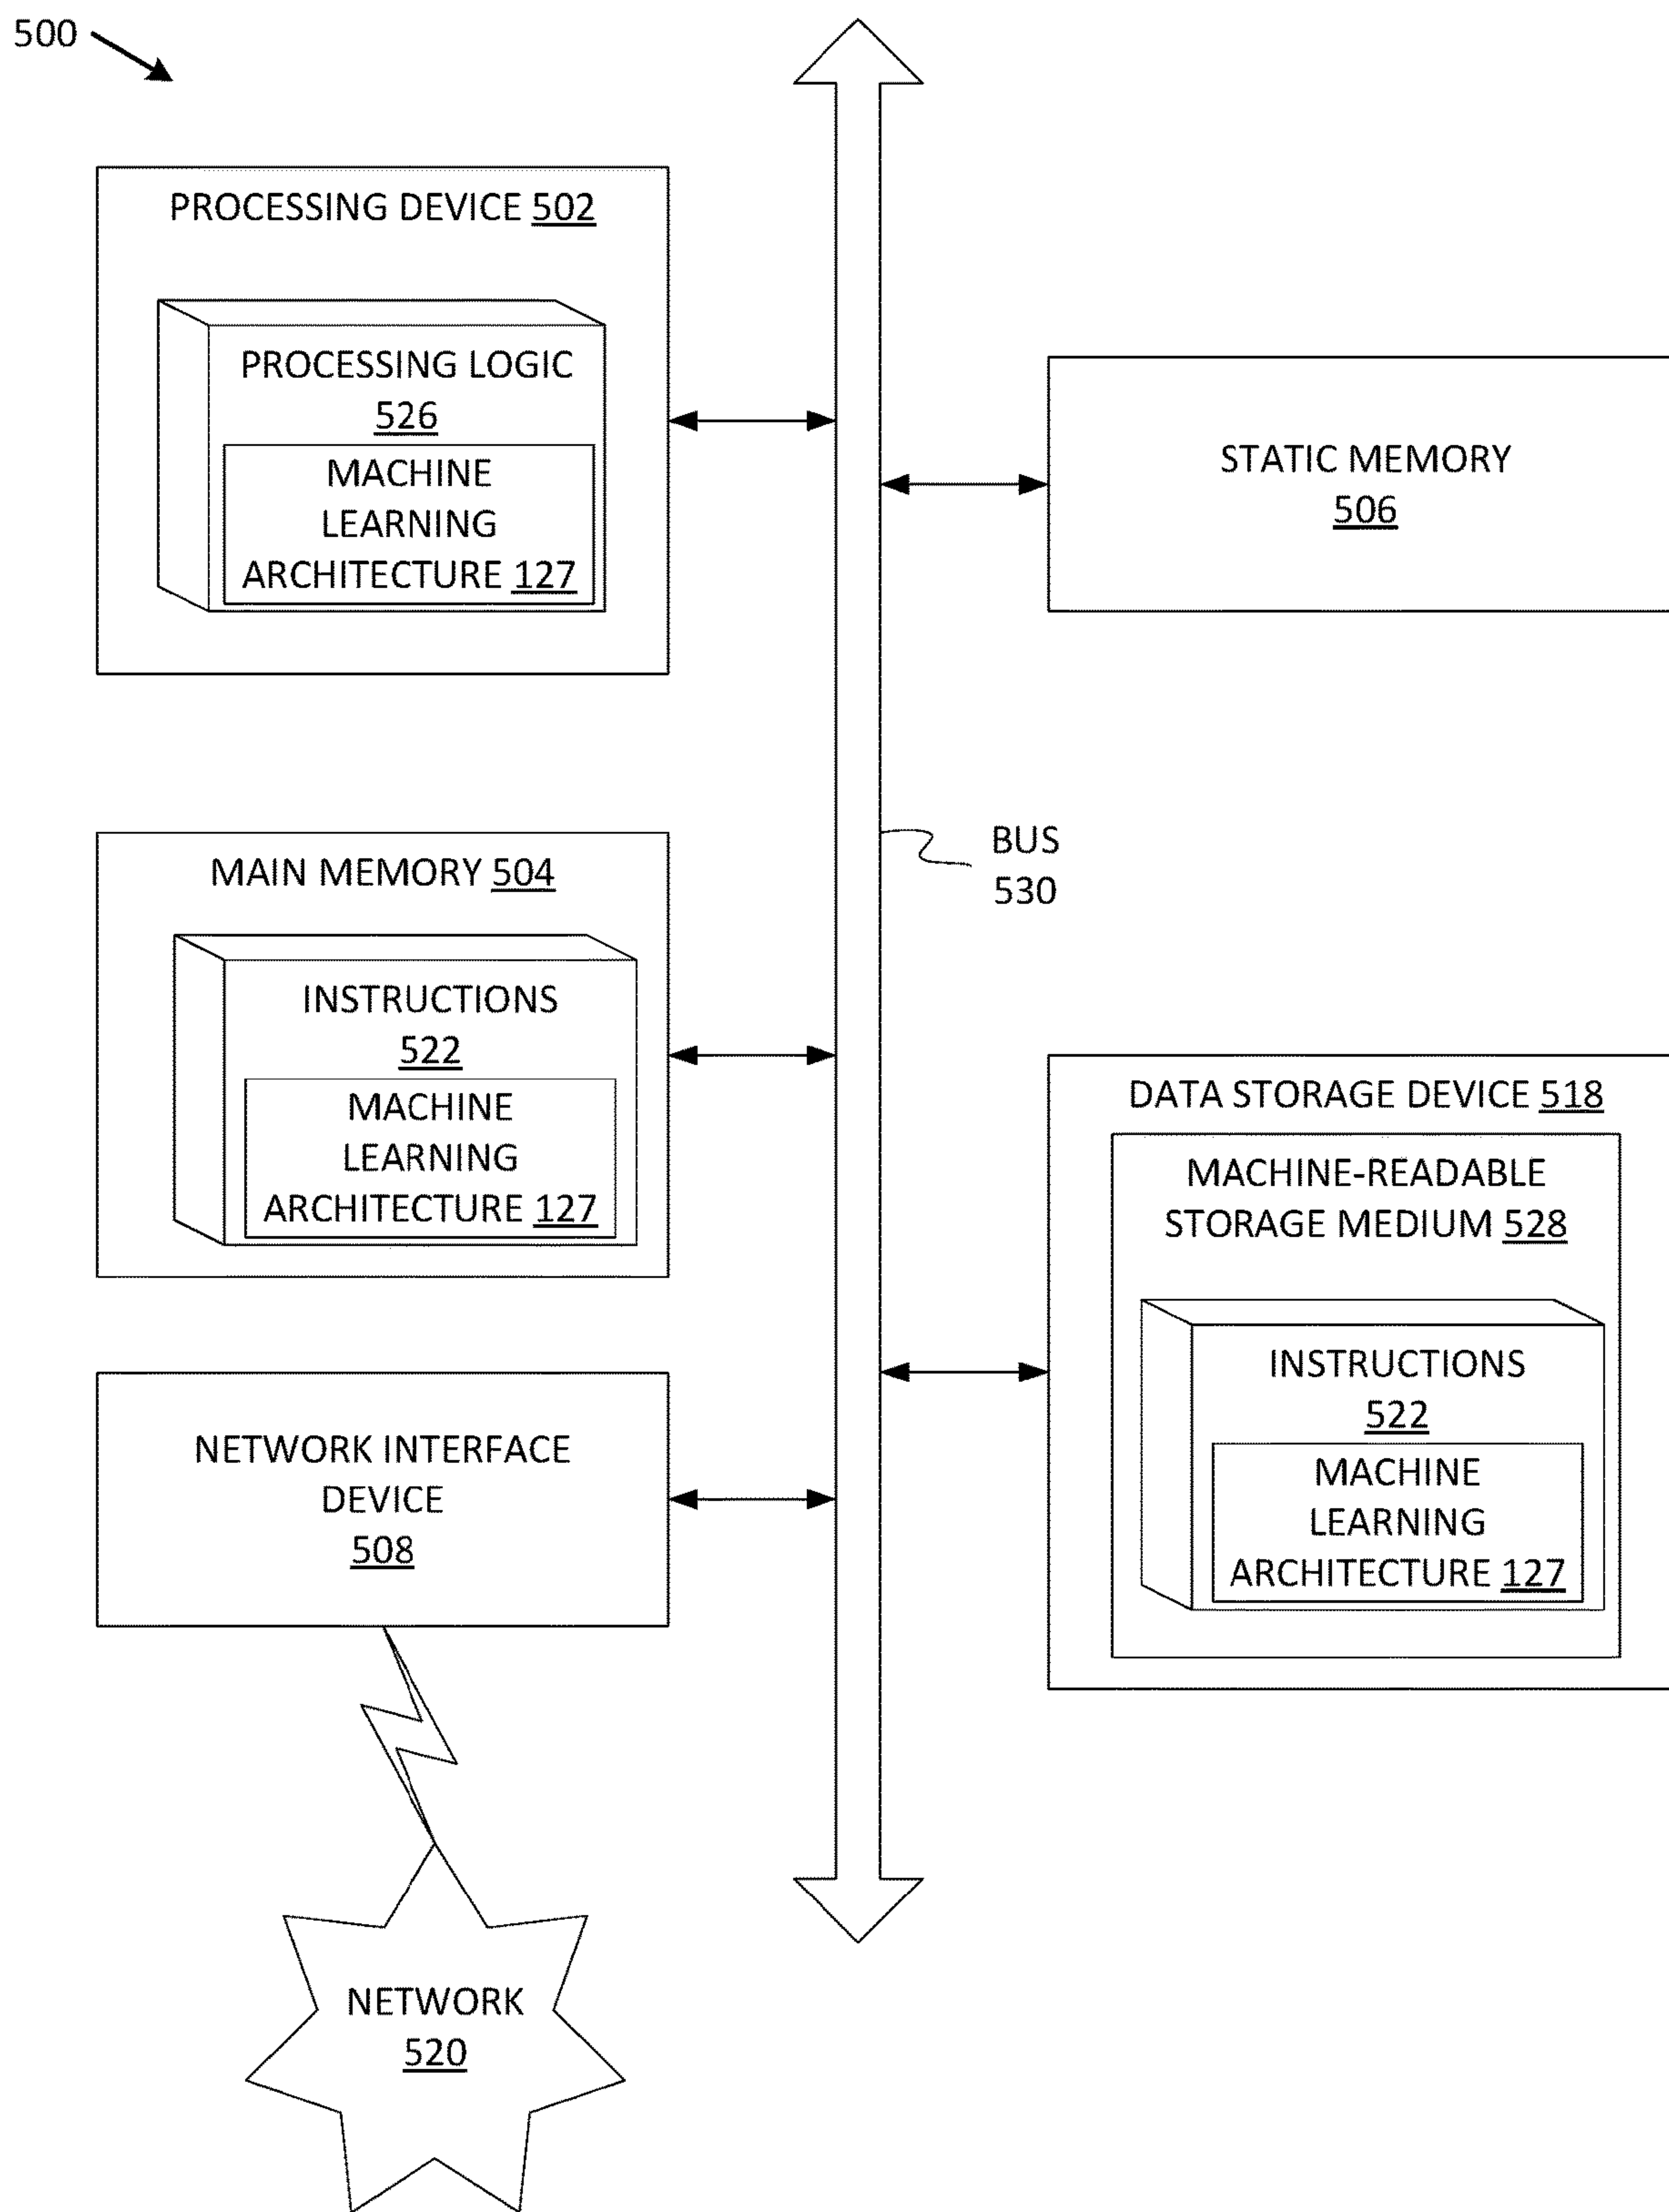 500
PROCESSING DEVICE 502
PROCESSING LOGIC
526
MACHINE
LEARNING
ARCHITECTURE 127
STATIC MEMORY
506
MAIN MEMORY 504
INSTRUCTIONS
522
MACHINE
LEARNING
ARCHITECTURE 127
BUS
530
DATA STORAGE DEVICE 518
MACHINE-READABLE
STORAGE MEDIUM 528
INSTRUCTIONS
522
MACHINE
LEARNING
ARCHITECTURE 127
NETWORK INTERFACE
DEVICE
508
NETWORK
520